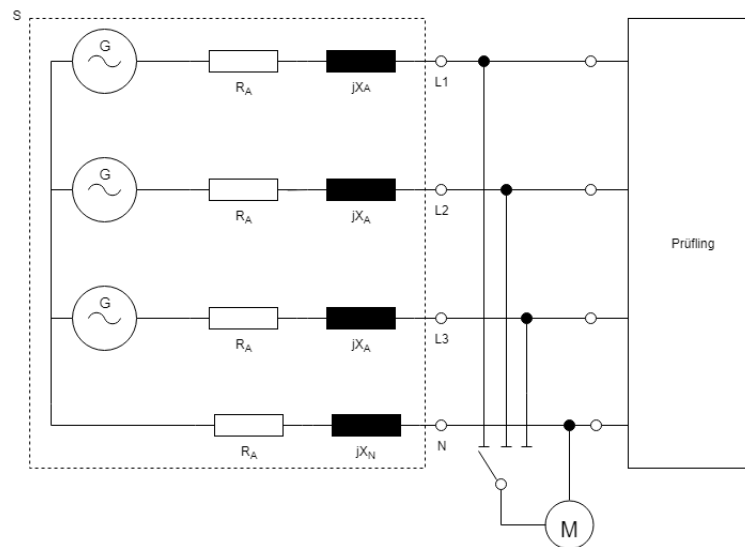 S
G
R_A
jX_A
L1
G
R_A
jX_A
L2
Prüfling
G
R_A
jX_A
L3
R_A
jX_N
N
M